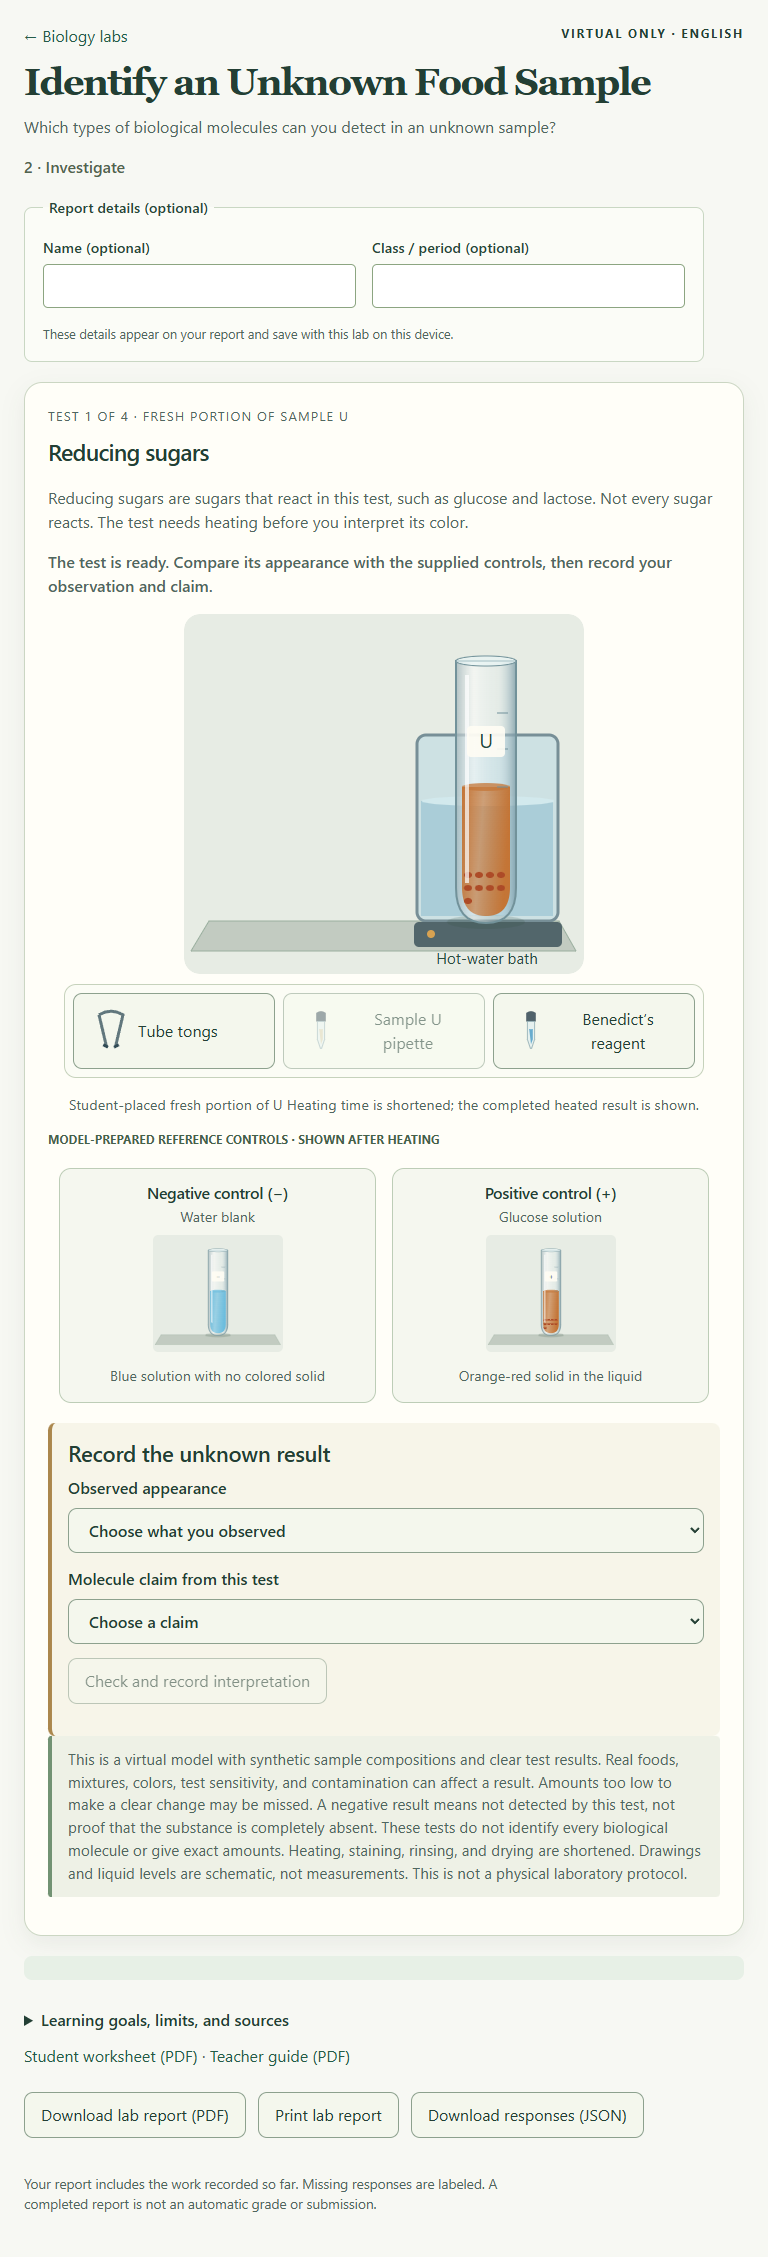 ← Biology labs
VIRTUAL ONLY · ENGLISH
Identify an Unknown Food Sample
Which types of biological molecules can you detect in an unknown sample?
2 · Investigate
Report details (optional)
Name (optional)
Class / period (optional)
These details appear on your report and save with this lab on this device.
TEST 1 OF 4 · FRESH PORTION OF SAMPLE U
Reducing sugars
Reducing sugars are sugars that react in this test, such as glucose and lactose. Not every sugar
reacts. The test needs heating before you interpret its color.
The test is ready. Compare its appearance with the supplied controls, then record your
observation and claim.
U
Hot-water bath
Tube tongs
Sample U
pipette
Benedict's
reagent
Student-placed fresh portion of U Heating time is shortened; the completed heated result is shown.
MODEL-PREPARED REFERENCE CONTROLS · SHOWN AFTER HEATING
Negative control (−)
Water blank
Blue solution with no colored solid
Positive control (+)
Glucose solution
Orange-red solid in the liquid
Record the unknown result
Observed appearance
Choose what you observed
Molecule claim from this test
Choose a claim
Check and record interpretation
This is a virtual model with synthetic sample compositions and clear test results. Real foods,
mixtures, colors, test sensitivity, and contamination can affect a result. Amounts too low to
make a clear change may be missed. A negative result means not detected by this test, not
proof that the substance is completely absent. These tests do not identify every biological
molecule or give exact amounts. Heating, staining, rinsing, and drying are shortened. Drawings
and liquid levels are schematic, not measurements. This is not a physical laboratory protocol.
Learning goals, limits, and sources
Student worksheet (PDF) · Teacher guide (PDF)
Download lab report (PDF)
Print lab report
Download responses (JSON)
Your report includes the work recorded so far. Missing responses are labeled. A
completed report is not an automatic grade or submission.